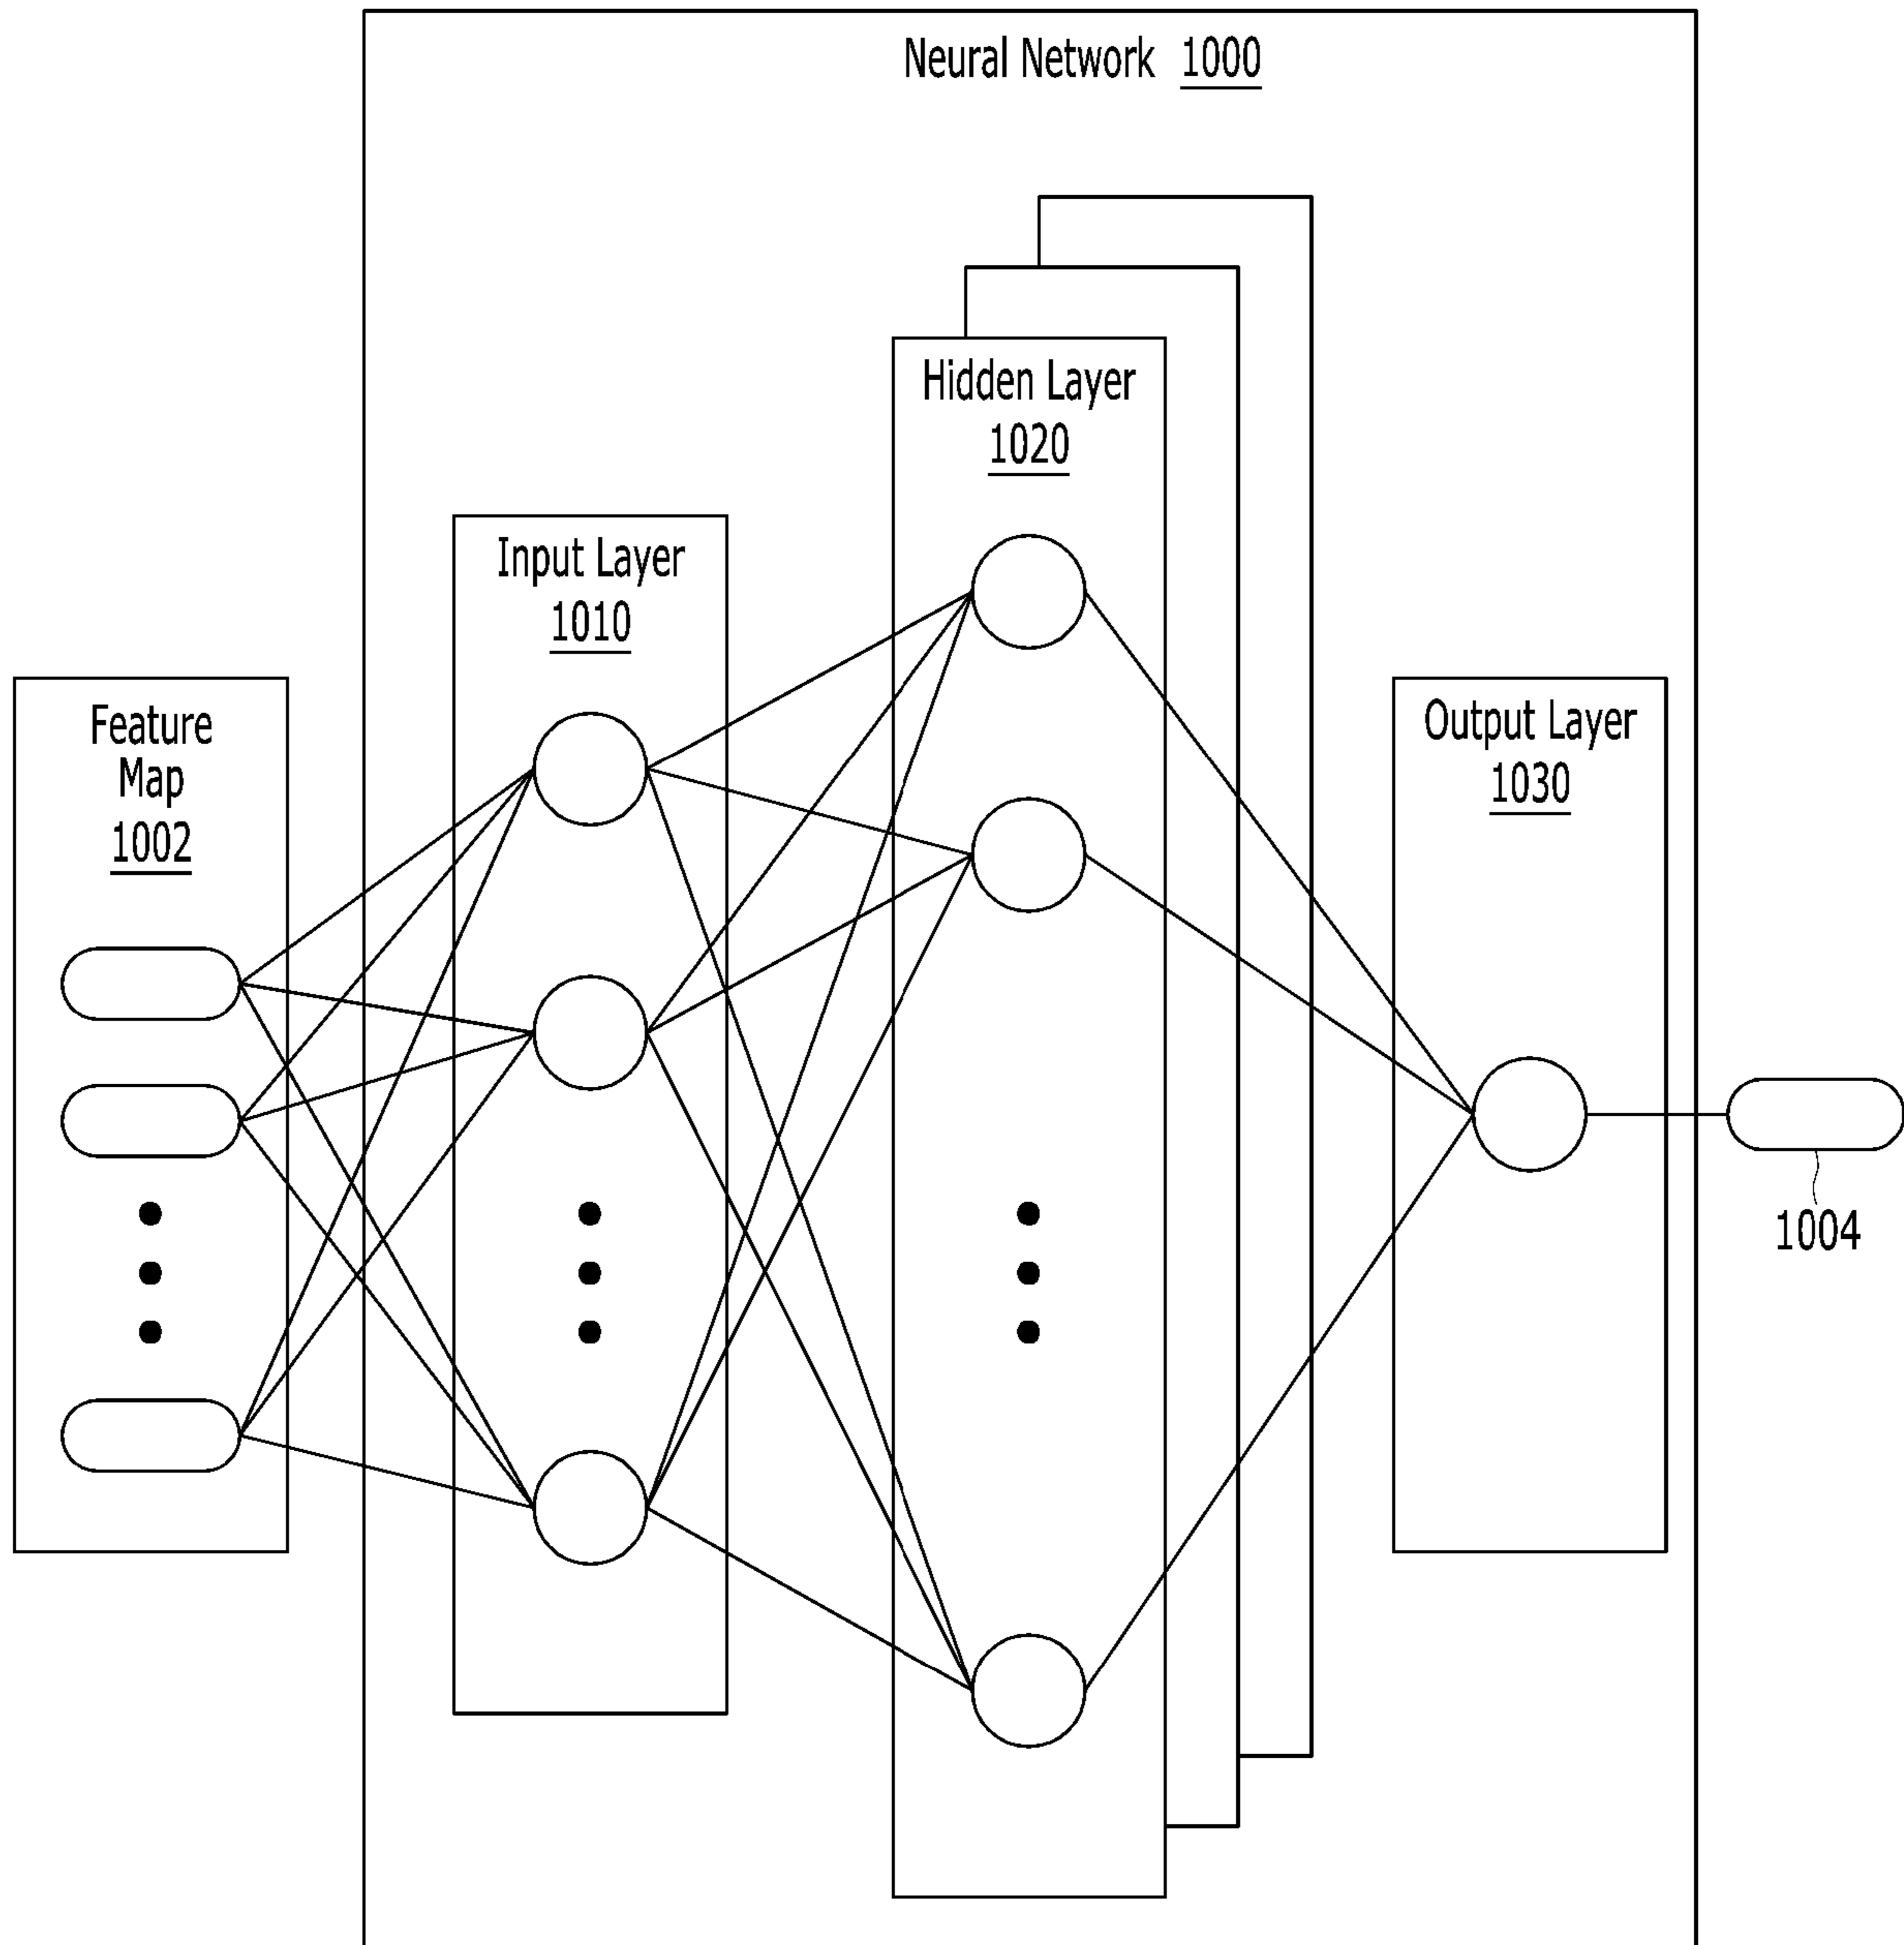 Neural Network 1000
Hidden Layer
1020
Input Layer
1010
Feature
Map
1002
Output Layer
1030
1004